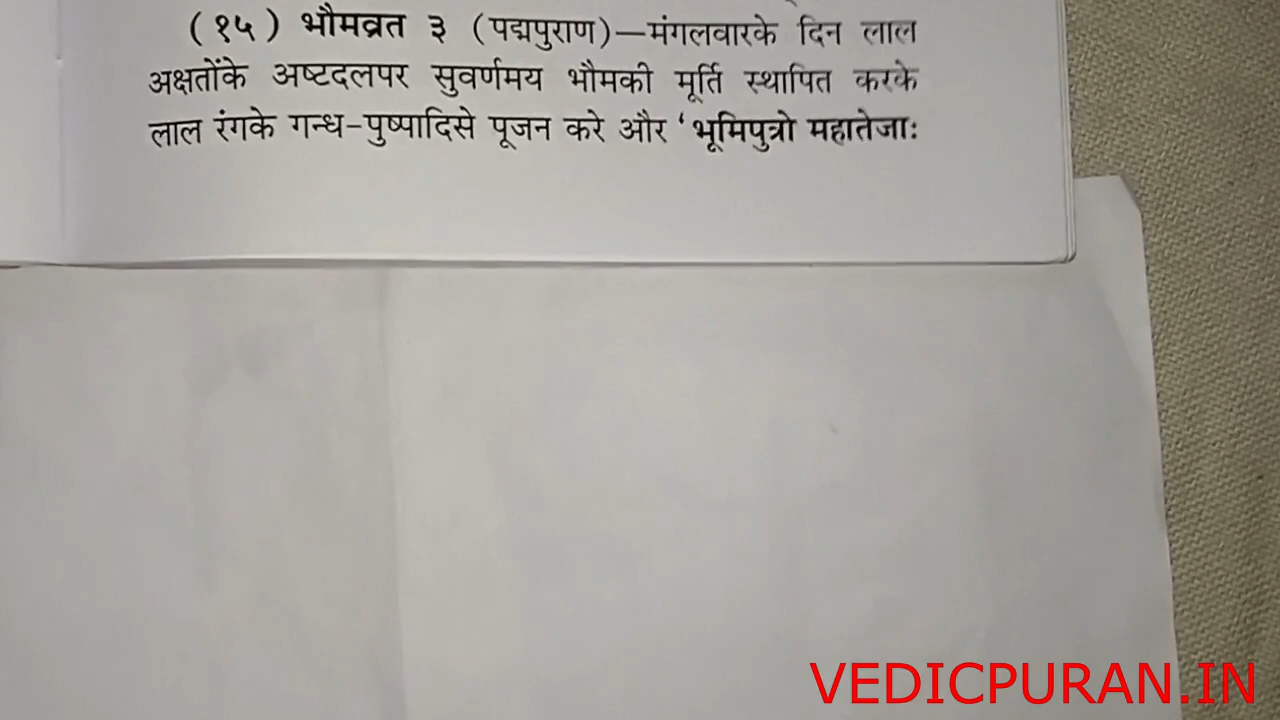 (१५) भौमव्रत ३ (पद्मपुराण)—मंगलवारके दिन लाल
अक्षतोंके अष्टदलपर सुवर्णमय भौमकी मूर्ति स्थापित करके
लाल रंगके गन्ध-पुष्पादिसे पूजन करे और ‘भूमिपुत्रो महातेजाः
VEDICPURAN.IN